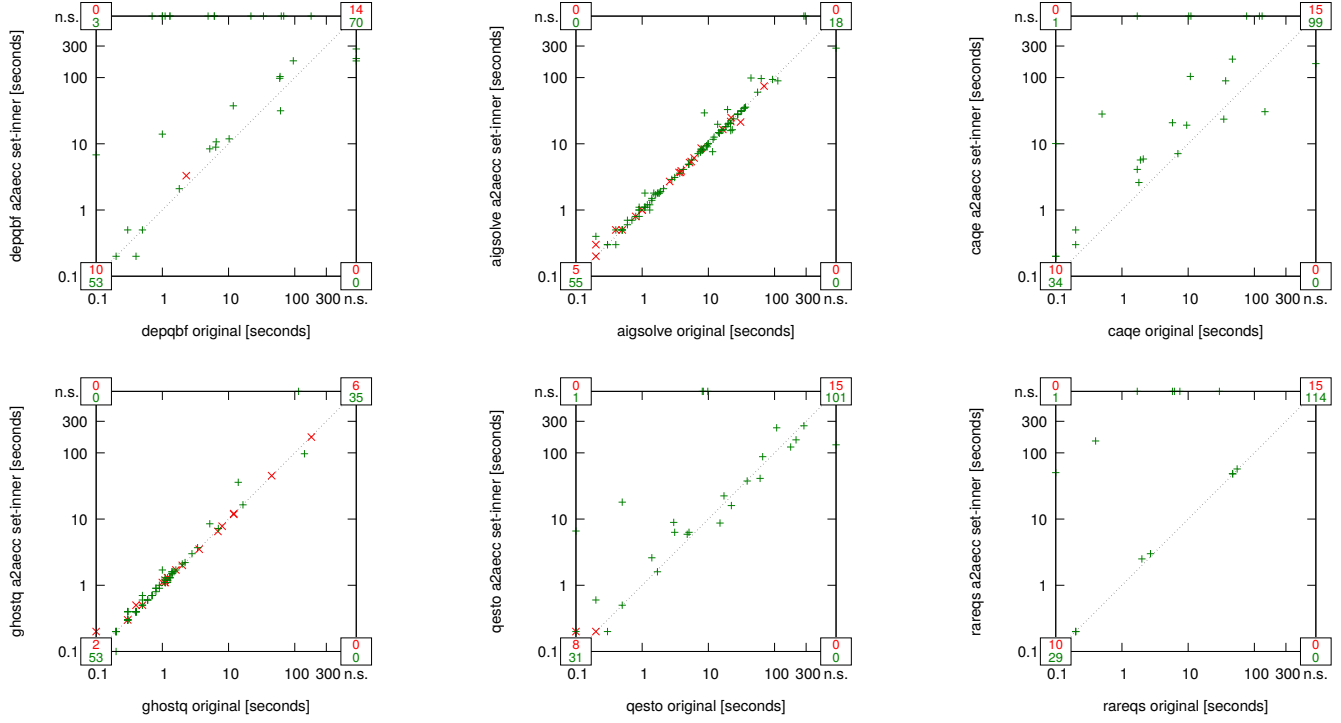 0 14 0 0 0 15
n.s. 3 70 n.s. 0 18 n.s. 1 99
300 300 300
100 100 100
10 10 10
1 1 1
0.1 10 0 0.1 5 0 0.1 10 0
53 0 55 0 34 0
0.1 1 10 100 300 n.s. 0.1 1 10 100 300 n.s. 0.1 1 10 100 300 n.s.
depqbf a2aecc set-inner [seconds]
aigsolve a2aecc set-inner [seconds]
caqe a2aecc set-inner [seconds]
depqbf original [seconds] aigsolve original [seconds] caqe original [seconds]
0 6 0 15 0 15
n.s. 0 35 n.s. 1 101 n.s. 1 114
300 300 300
100 100 100
10 10 10
1 1 1
0.1 2 0 0.1 8 0 0.1 10 0
53 0 31 0 29 0
0.1 1 10 100 300 n.s. 0.1 1 10 100 300 n.s. 0.1 1 10 100 300 n.s.
ghostq a2aecc set-inner [seconds]
qesto a2aecc set-inner [seconds]
rareqs a2aecc set-inner [seconds]
ghostq original [seconds] qesto original [seconds] rareqs original [seconds]